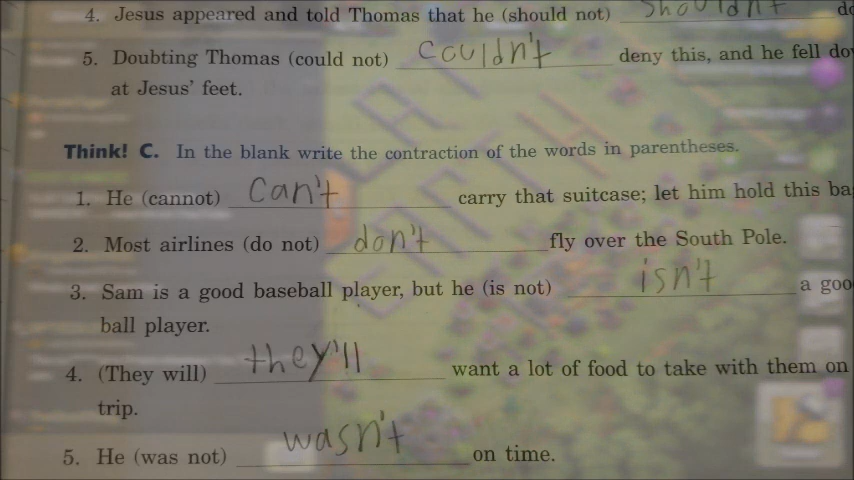 4. Jesus appeared and told Thomas that he (should not) shouldn't
5. Doubting Thomas (could not) couldn't deny this, and he fell
at Jesus' feet.
Think! C. In the blank write the contraction of the words in parentheses.
1. He (cannot) can't carry that suitcase; let him hold this
2. Most airlines (do not) don't fly over the South Pole.
3. Sam is a good baseball player, but he (is not) isn't a
ball player.
4. (They will) they'll want a lot of food to take with them on
trip.
5. He (was not) wasn't on time.